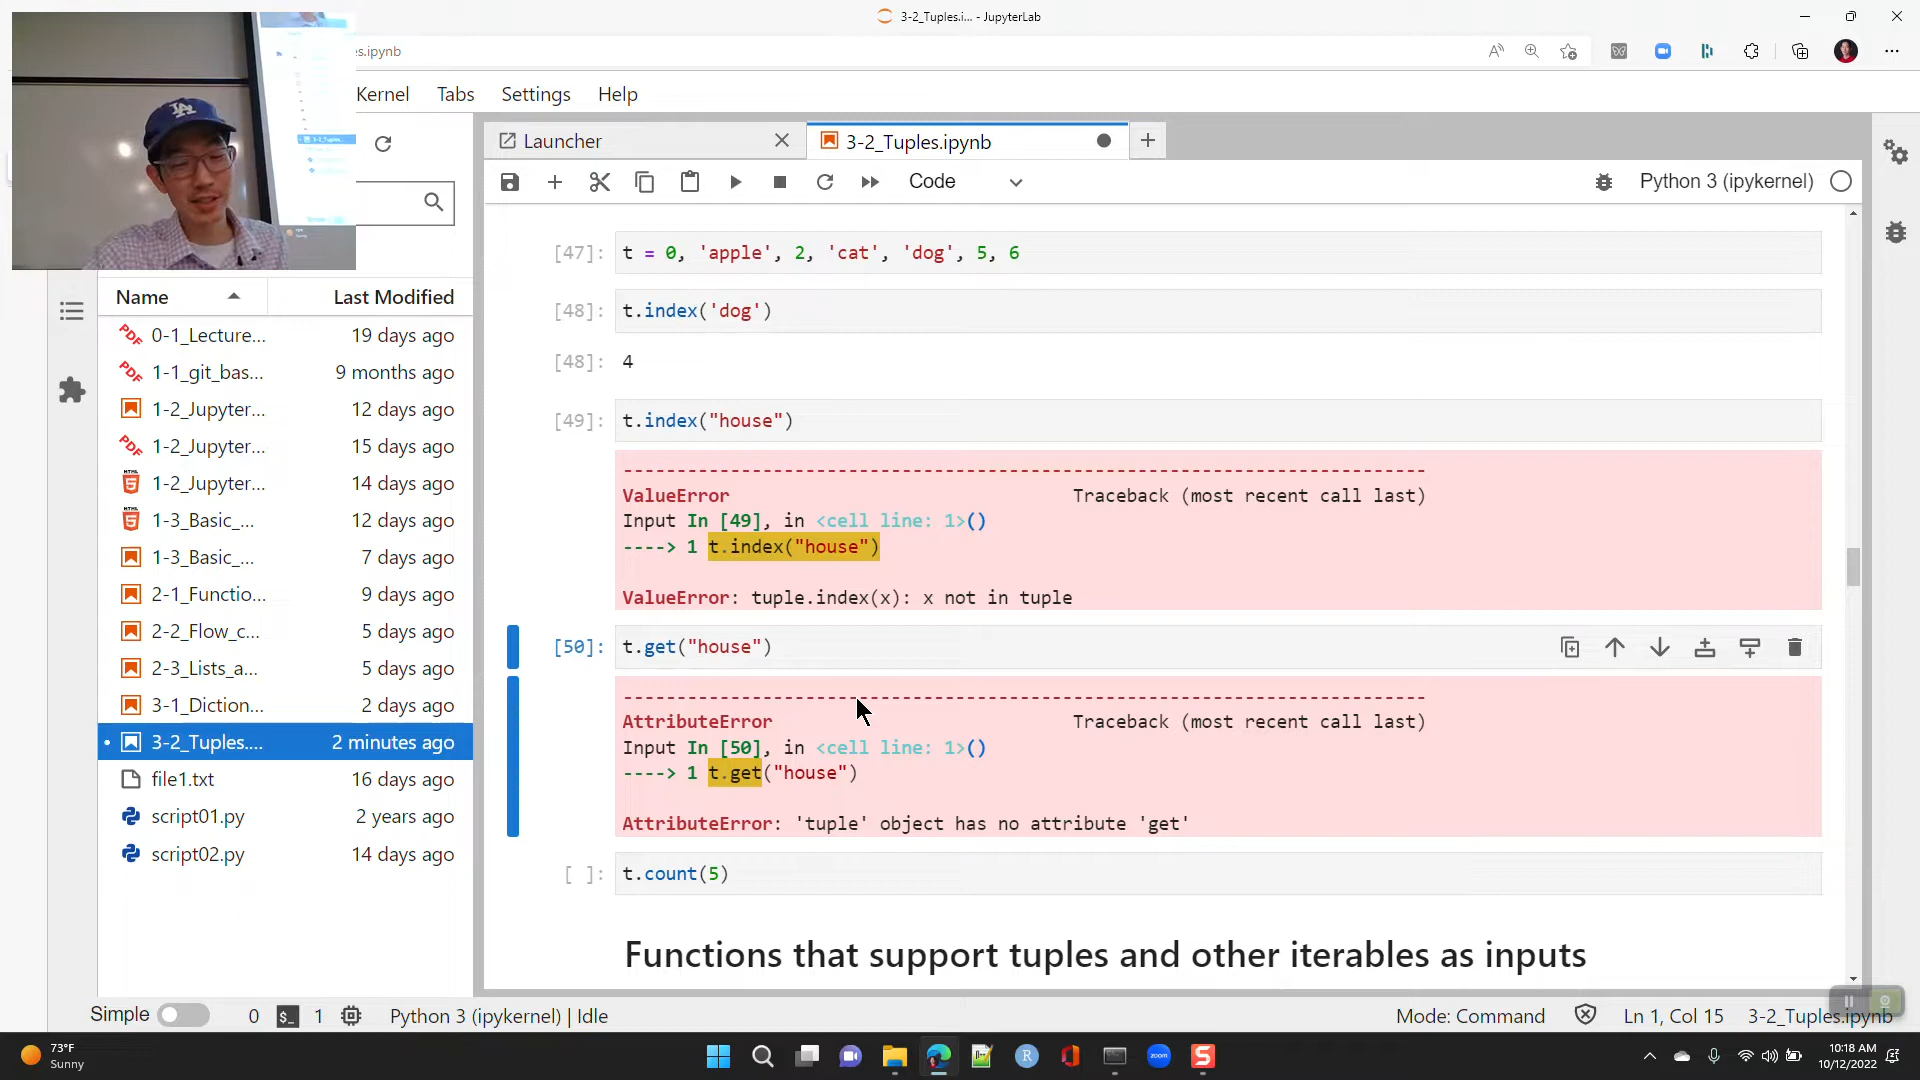 3-2_Tuples.i... - JupyterLab
es.ipynb
Kernel Tabs Settings Help
LA
Launcher
3-2_Tuples.ipynb
Code
Python 3 (ipykernel)
Name Last Modified
0-1_Lecture... 19 days ago
1-1_git_bas... 9 months ago
1-2_Jupyter... 12 days ago
1-2_Jupyter... 15 days ago
1-2_Jupyter... 14 days ago
1-3_Basic_... 12 days ago
1-3_Basic_... 7 days ago
2-1_Functio... 9 days ago
2-2_Flow_c... 5 days ago
2-3_Lists_a... 5 days ago
3-1_Diction... 2 days ago
3-2_Tuples.... 2 minutes ago
file1.txt 16 days ago
script01.py 2 years ago
script02.py 14 days ago
[47]: t = 0, 'apple', 2, 'cat', 'dog', 5, 6
[48]: t.index('dog')
[48]: 4
[49]: t.index("house")
---------------------------------------------------------------------------
ValueError Traceback (most recent call last)
Input In [49], in <cell line: 1>()
----> 1 t.index("house")
ValueError: tuple.index(x): x not in tuple
[50]: t.get("house")
---------------------------------------------------------------------------
AttributeError Traceback (most recent call last)
Input In [50], in <cell line: 1>()
----> 1 t.get("house")
AttributeError: 'tuple' object has no attribute 'get'
[ ]: t.count(5)
Functions that support tuples and other iterables as inputs
Simple 0 $_ 1 Python 3 (ipykernel) | Idle
Mode: Command Ln 1, Col 15 3-2_Tuples.ipynb
73°F
Sunny
zoom
10:18 AM
10/12/2022